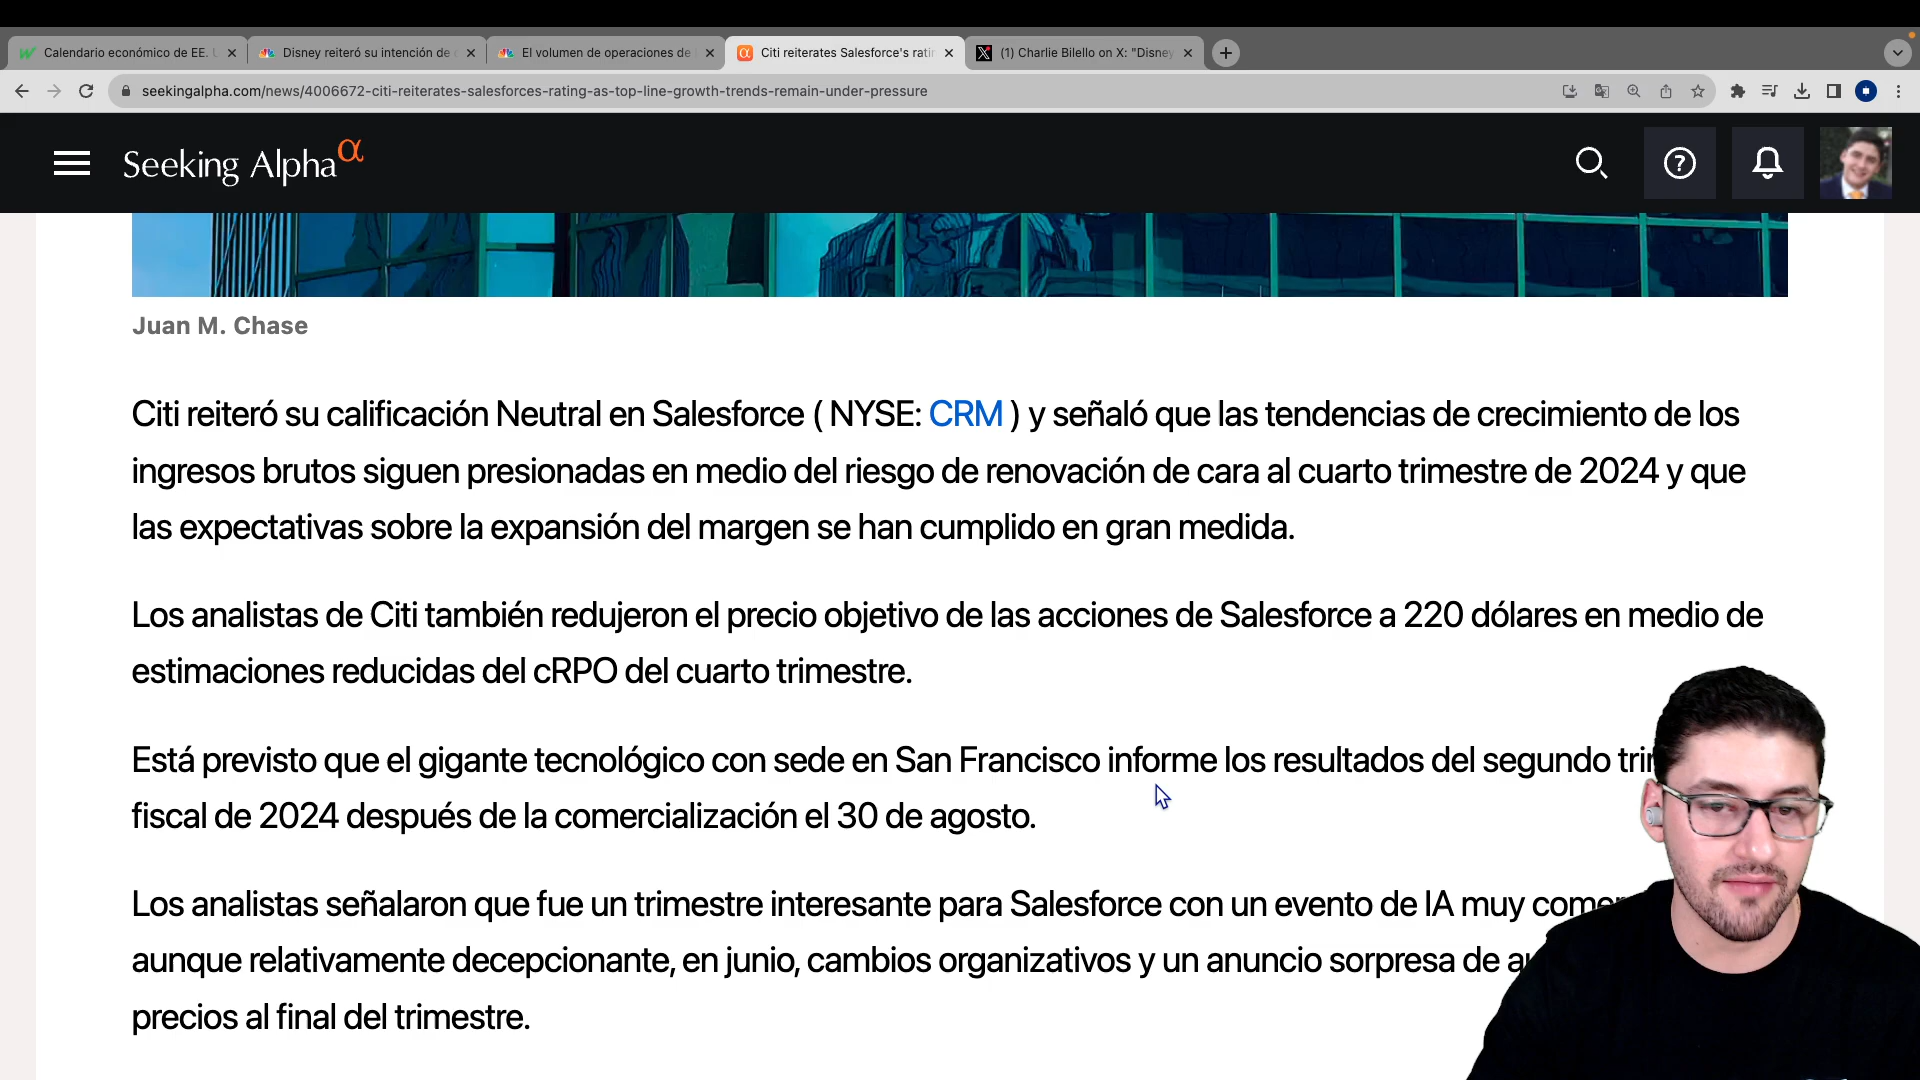 Calendario económico de EE. U
Disney reiteró su intención de
El volumen de operaciones de
Citi reiterates Salesforce's rati
(1) Charlie Bilello on X: "Disney
seekingalpha.com/news/4006672-citi-reiterates-salesforces-rating-as-top-line-growth-trends-remain-under-pressure
Seeking Alpha α
Juan M. Chase
Citi reiteró su calificación Neutral en Salesforce ( NYSE: CRM ) y señaló que las tendencias de crecimiento de los
ingresos brutos siguen presionadas en medio del riesgo de renovación de cara al cuarto trimestre de 2024 y que
las expectativas sobre la expansión del margen se han cumplido en gran medida.
Los analistas de Citi también redujeron el precio objetivo de las acciones de Salesforce a 220 dólares en medio de
estimaciones reducidas del cRPO del cuarto trimestre.
Está previsto que el gigante tecnológico con sede en San Francisco informe los resultados del segundo tri
fiscal de 2024 después de la comercialización el 30 de agosto.
Los analistas señalaron que fue un trimestre interesante para Salesforce con un evento de IA muy comer
aunque relativamente decepcionante, en junio, cambios organizativos y un anuncio sorpresa de
precios al final del trimestre.